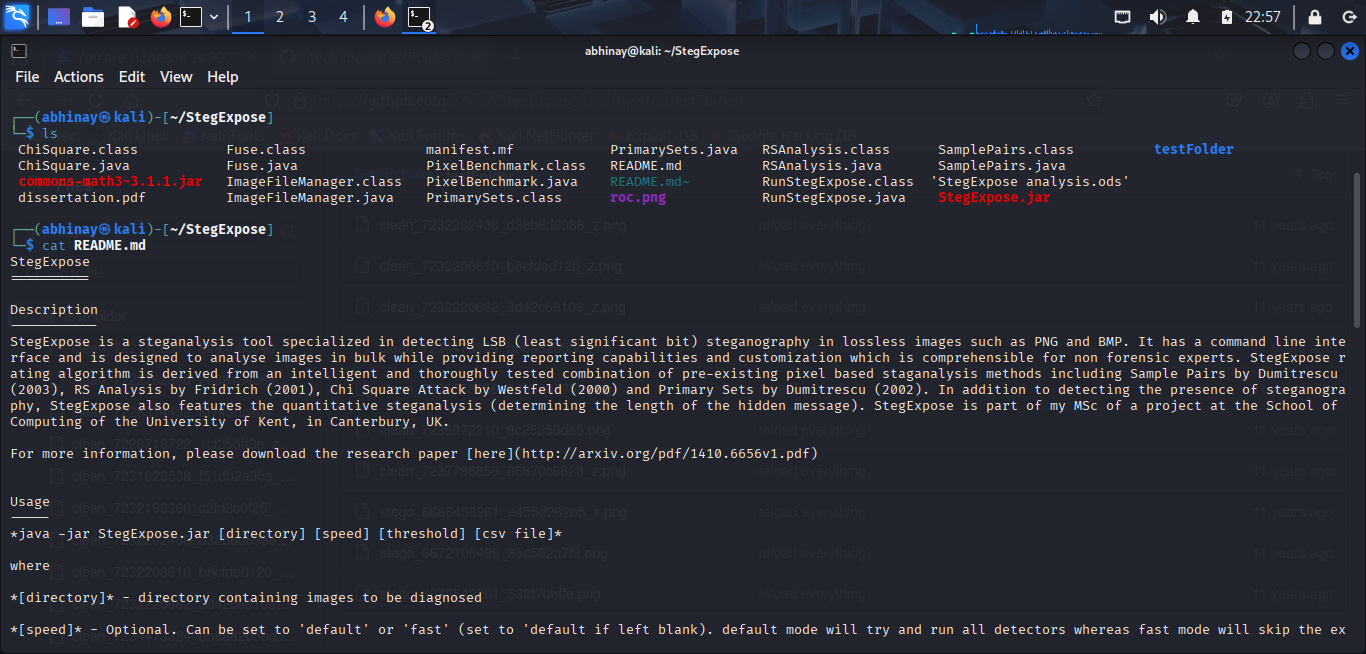 1 2 3 4 2 22:57
abhinay@kali: ~/StegExpose
File Actions Edit View Help
┌──(abhinay㉿kali)-[~/StegExpose]
└─$ ls
ChiSquare.class Fuse.class manifest.mf PrimarySets.java RSAnalysis.class SamplePairs.class testFolder
ChiSquare.java Fuse.java PixelBenchmark.class README.md RSAnalysis.java SamplePairs.java
commons-math3-3.1.1.jar ImageFileManager.class PixelBenchmark.java README.md~ RunStegExpose.class 'StegExpose analysis.ods'
dissertation.pdf ImageFileManager.java PrimarySets.class roc.png RunStegExpose.java StegExpose.jar
┌──(abhinay㉿kali)-[~/StegExpose]
└─$ cat README.md
StegExpose
==========
Description
-----------
StegExpose is a steganalysis tool specialized in detecting LSB (least significant bit) steganography in lossless images such as PNG and BMP. It has a command line inte
rface and is designed to analyse images in bulk while providing reporting capabilities and customization which is comprehensible for non forensic experts. StegExpose r
ating algorithm is derived from an intelligent and thoroughly tested combination of pre-existing pixel based staganalysis methods including Sample Pairs by Dumitrescu
(2003), RS Analysis by Fridrich (2001), Chi Square Attack by Westfeld (2000) and Primary Sets by Dumitrescu (2002). In addition to detecting the presence of steganogra
phy, StegExpose also features the quantitative steganalysis (determining the length of the hidden message). StegExpose is part of my MSc of a project at the School of
Computing of the University of Kent, in Canterbury, UK.
For more information, please download the research paper [here](http://arxiv.org/pdf/1410.6656v1.pdf)
Usage
-----
*java -jar StegExpose.jar [directory] [speed] [threshold] [csv file]*
where
*[directory]* - directory containing images to be diagnosed
*[speed]* - Optional. Can be set to 'default' or 'fast' (set to 'default if left blank). default mode will try and run all detectors whereas fast mode will skip the ex